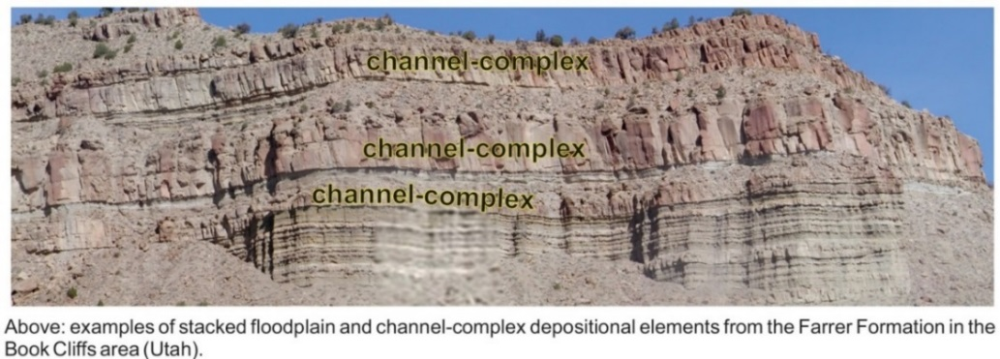 channel-complex
channel-complex
channel-complex
Above: examples of stacked floodplain and channel-complex depositional elements from the Farrer Formation in the
Book Cliffs area (Utah).